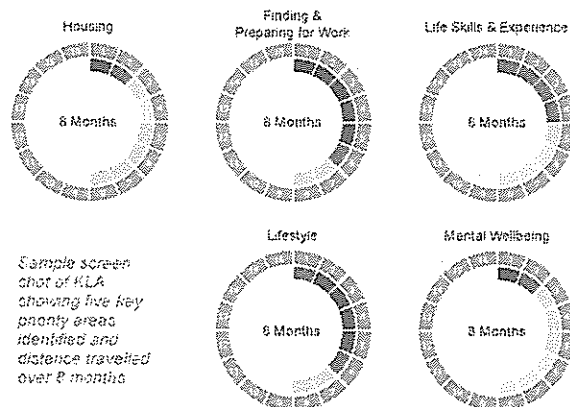 Housing
Finding &
Preparing for Work
Life Skills & Experience
8 Months
8 Months
8 Months
Lifestyle
Mental Wellbeing
Sample screen
shot of KLA
showing five key
priority areas
identified and
distance travelled
over 8 months
8 Months
8 Months